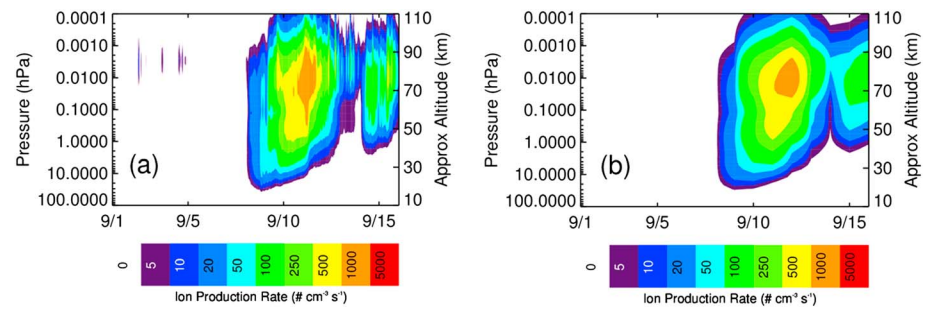 0.0001
0.0010
0.0100
0.1000
1.0000
10.0000
100.0000
Pressure (hPa)
110
90
70
50
30
10
Approx Altitude (km)
(a)
9/1 9/5 9/10 9/15
0 5 10 20 50 100 250 500 1000 5000
Ion Production Rate (# cm⁻³ s⁻¹)
0.0001
0.0010
0.0100
0.1000
1.0000
10.0000
100.0000
Pressure (hPa)
110
90
70
50
30
10
Approx Altitude (km)
(b)
9/1 9/5 9/10 9/15
0 5 10 20 50 100 250 500 1000 5000
Ion Production Rate (# cm⁻³ s⁻¹)